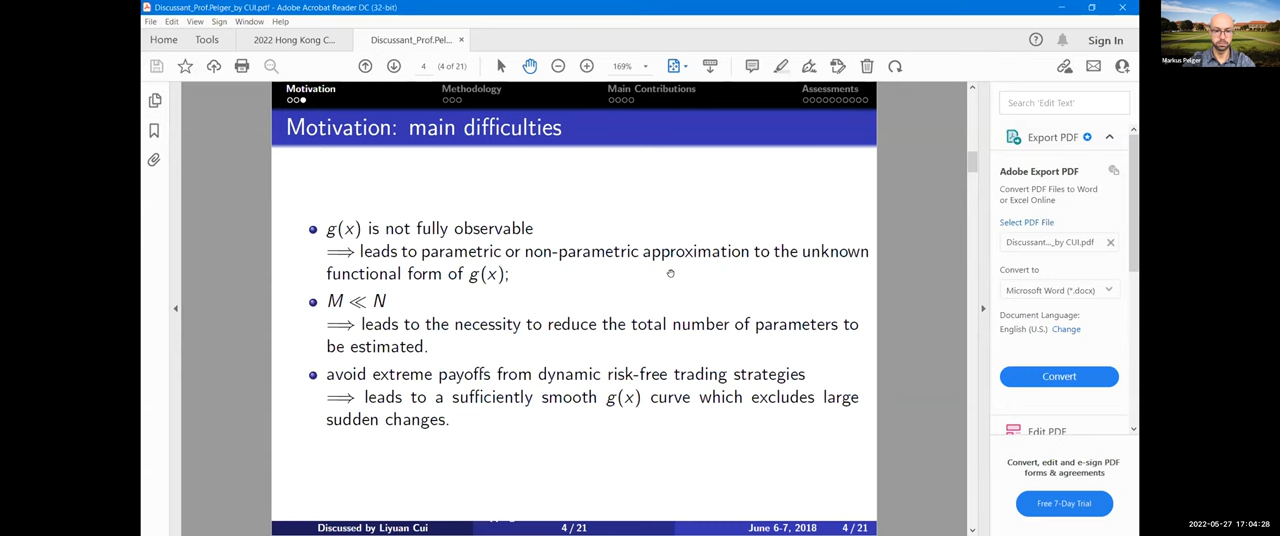 Discussant_Prof.Pelger_by CUI.pdf - Adobe Acrobat Reader DC (32-bit)
File Edit View Sign Window Help
Home Tools 2022 Hong Kong C... Discussant_Prof.Pel... × Sign In
4 (4 of 21) 169%
Motivation Methodology Main Contributions Assessments
Motivation: main difficulties
g(x) is not fully observable
⟹ leads to parametric or non-parametric approximation to the unknown
functional form of g(x);
M ≪ N
⟹ leads to the necessity to reduce the total number of parameters to
be estimated.
avoid extreme payoffs from dynamic risk-free trading strategies
⟹ leads to a sufficiently smooth g(x) curve which excludes large
sudden changes.
Discussed by Liyuan Cui 4 / 21 June 6-7, 2018 4 / 21
Search 'Edit Text'
Export PDF
Adobe Export PDF
Convert PDF Files to Word
or Excel Online
Select PDF File
Discussant..._by CUI.pdf ×
Convert to
Microsoft Word (*.docx)
Document Language:
English (U.S.) Change
Convert
Edit PDF
Convert, edit and e-sign PDF
forms & agreements
Free 7-Day Trial
Markus Pelger
2022-05-27 17:04:28